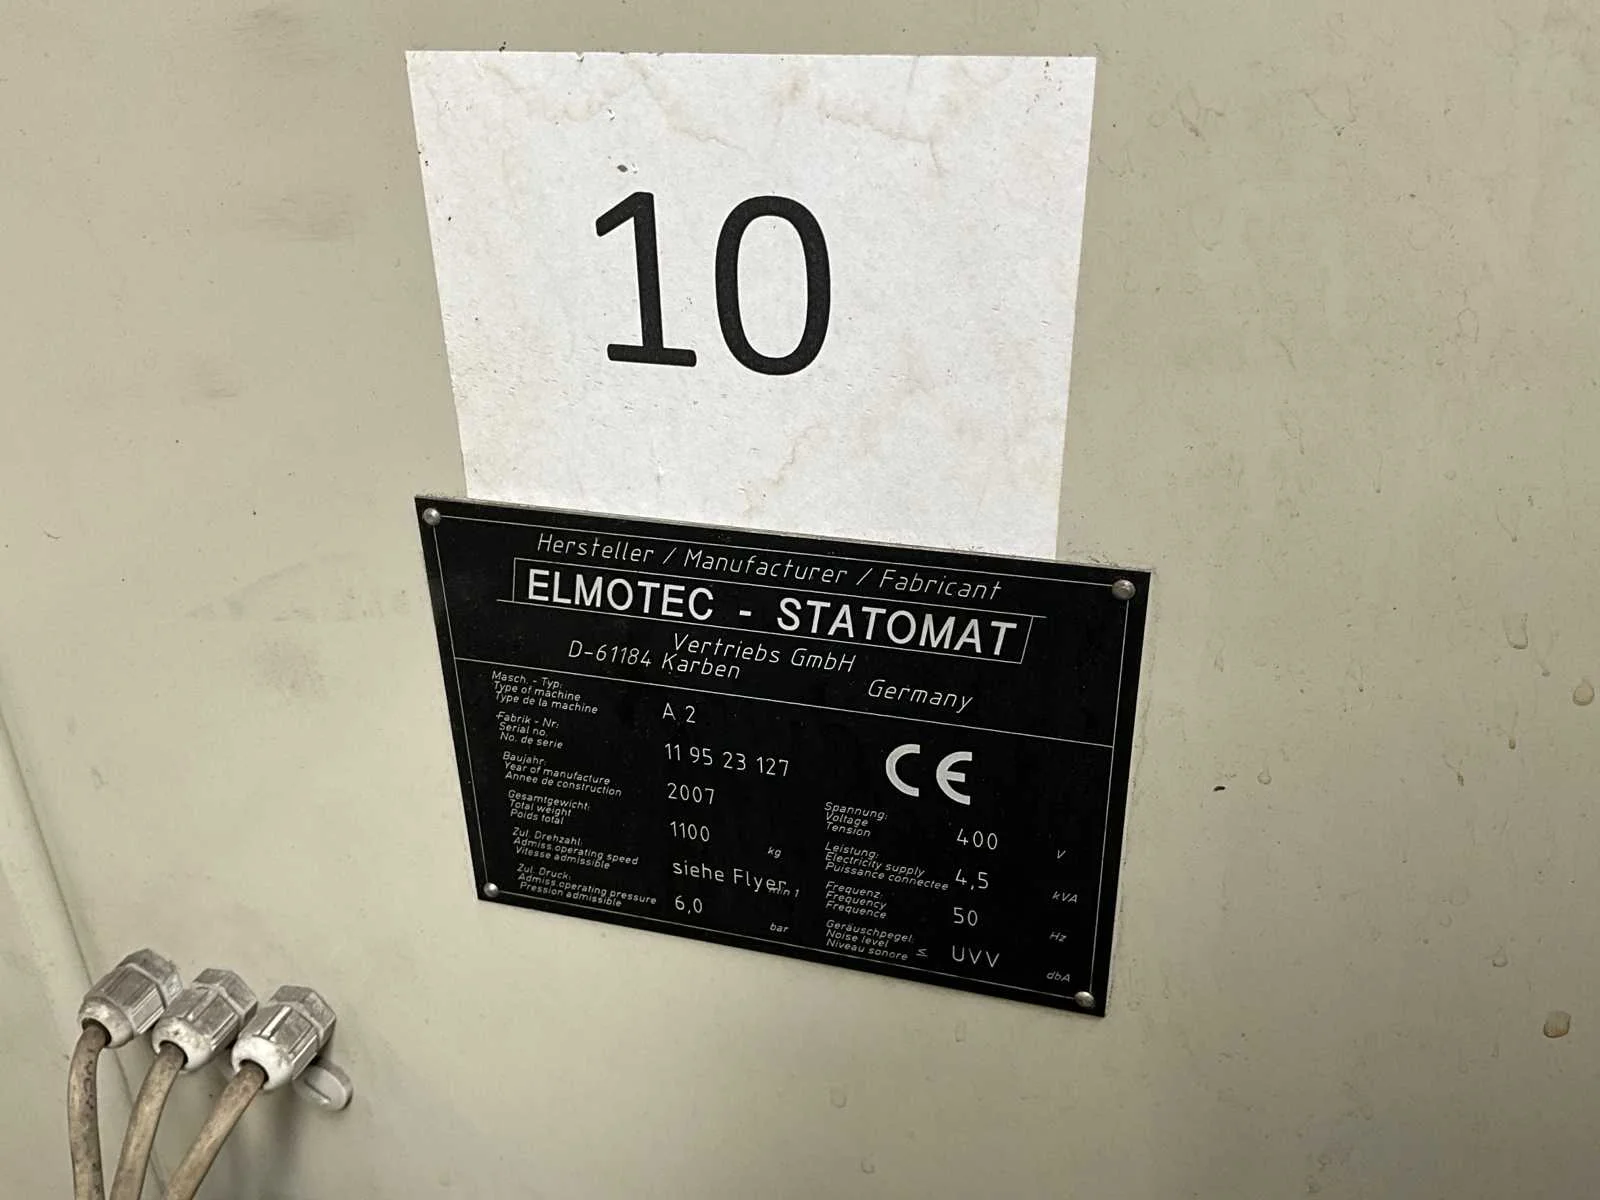 10
Hersteller / Manufacturer / Fabricant
ELMOTEC - STATOMAT
Vertriebs GmbH
D-61184 Karben
Germany
Masch. - Typ:
Type of machine
Type de la machine
A 2
Fabrik - Nr:
Serial no.
No. de serie
11 95 23 127
Baujahr:
Year of manufacture
Annee de construction
2007
Gesamtgewicht:
Total weight
Poids total
1100 kg
Zul. Drehzahl:
Admiss.operating speed
Vitesse admissible
siehe Flyer min 1
Zul. Druck:
Admiss.operating pressure
Pression admissible
6,0 bar
CE
Spannung:
Voltage
Tension
400 V
Leistung:
Electricity supply
Puissance connectee
4,5 kVA
Frequenz:
Frequency
Frequence
50 Hz
Geräuschpegel:
Noise level
Niveau sonore ≤
UVV dbA